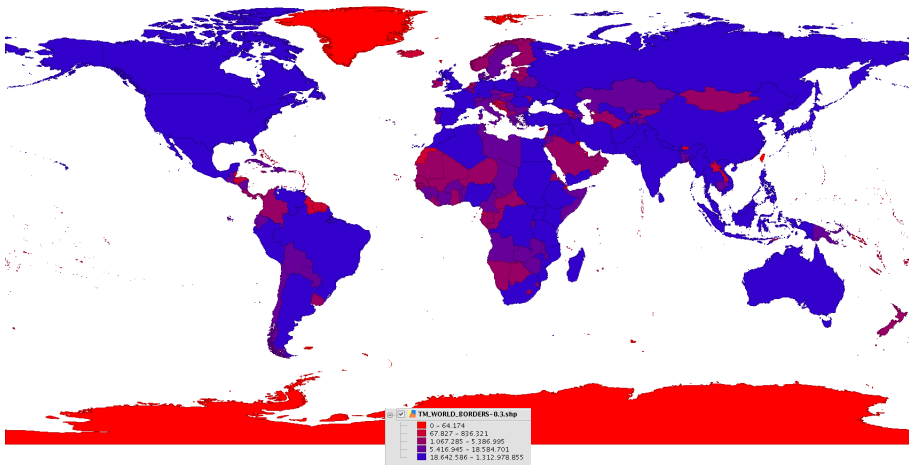 TM_WORLD_BORDERS-0.3.shp
0 - 64.174
67.827 - 836.321
1.067.285 - 5.386.995
5.416.945 - 18.584.701
18.642.586 - 1.312.978.855